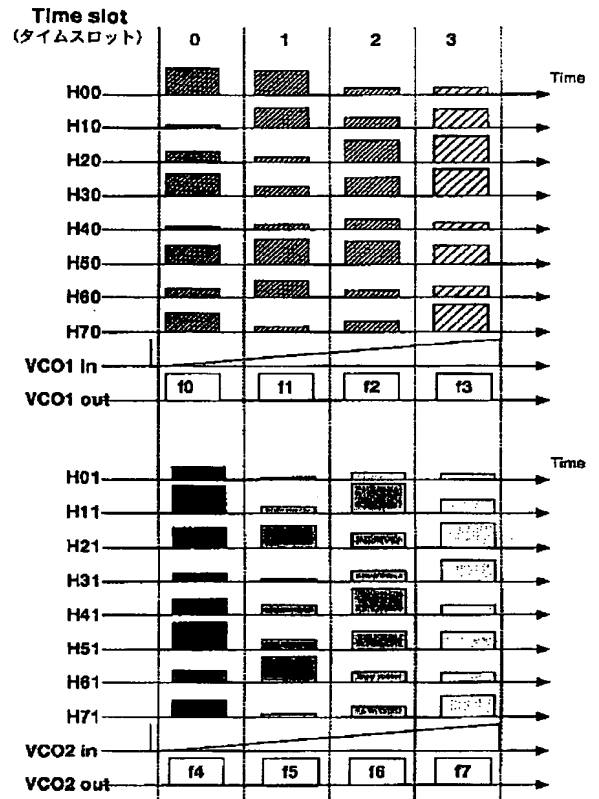 Time slot
(タイムスロット) 0 1 2 3
Time
H00
H10
H20
H30
H40
H50
H60
H70
VCO1 in
VCO1 out f0 f1 f2 f3
Time
H01
H11
H21
H31
H41
H51
H61
H71
VCO2 in
VCO2 out f4 f5 f6 f7